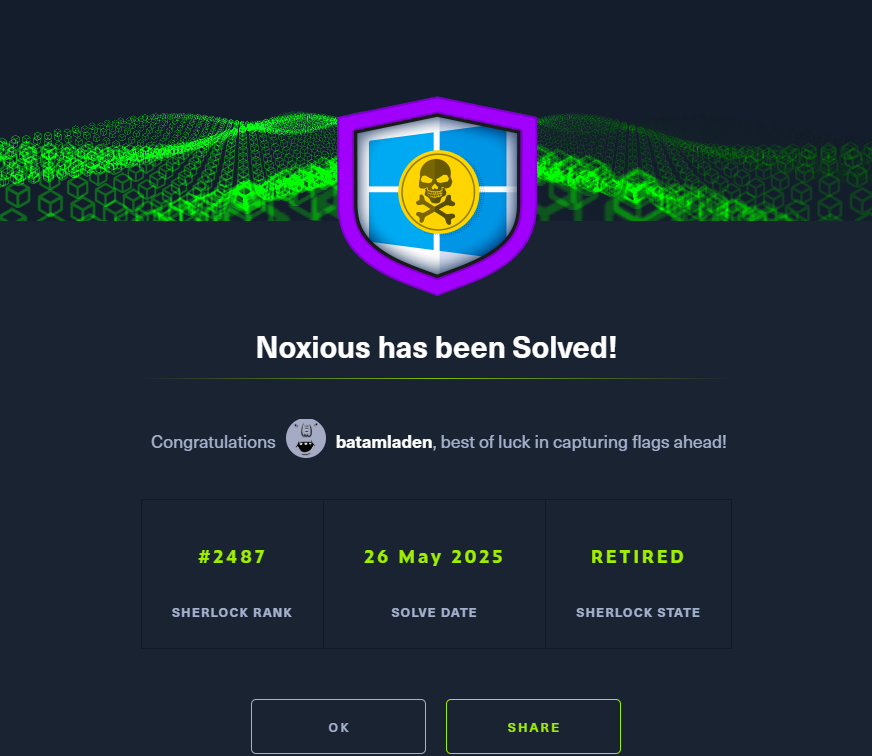 Noxious has been Solved!
Congratulations batamladen, best of luck in capturing flags ahead!
#2487 26 May 2025 RETIRED
SHERLOCK RANK SOLVE DATE SHERLOCK STATE
OK SHARE